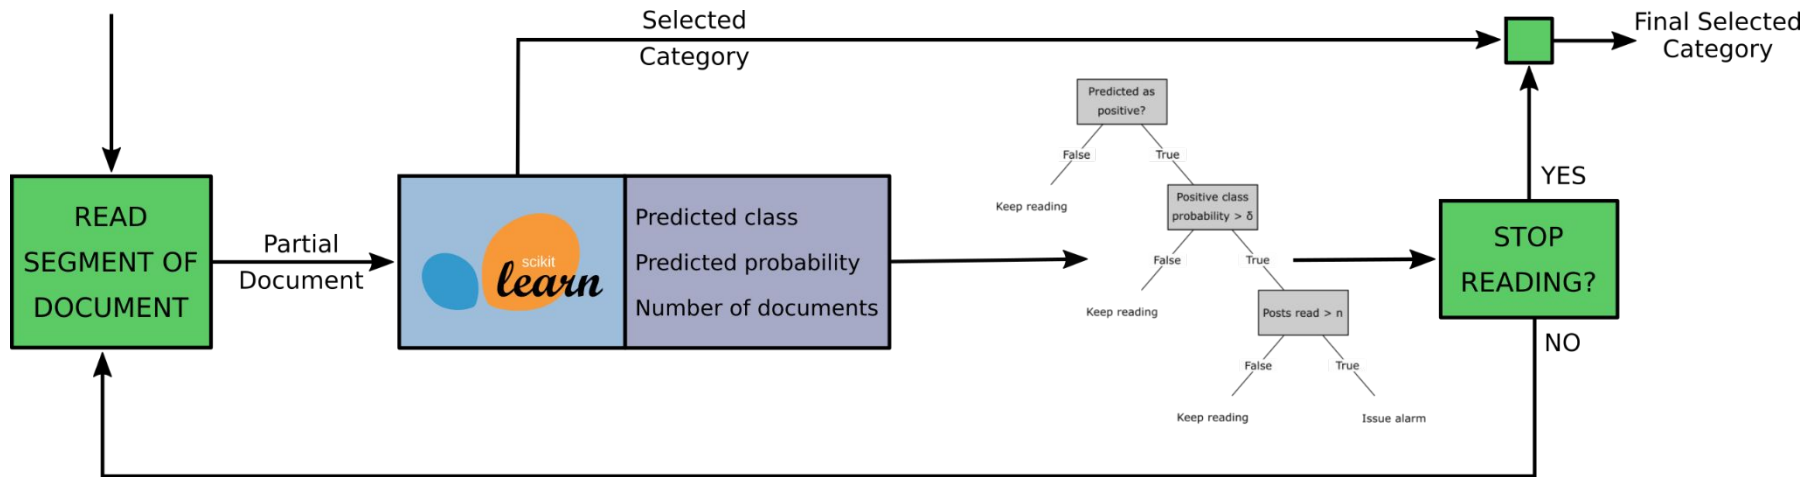 READ
SEGMENT OF
DOCUMENT
Partial
Document
Selected
Category
scikit
learn
Predicted class
Predicted probability
Number of documents
Predicted as
positive?
False
True
Keep reading
Positive class
probability > δ
False
True
Keep reading
Posts read > n
False
True
Keep reading
Issue alarm
STOP
READING?
YES
NO
Final Selected
Category